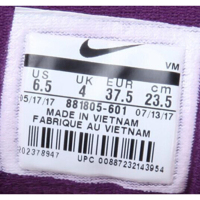 VM
US UK EUR cm
6.5 4 37.5 23.5
05/17/17 881805-601 07/13/17
MADE IN VIETNAM
FABRIQUE AU VIETNAM
9202378947
UPC 00887232143954